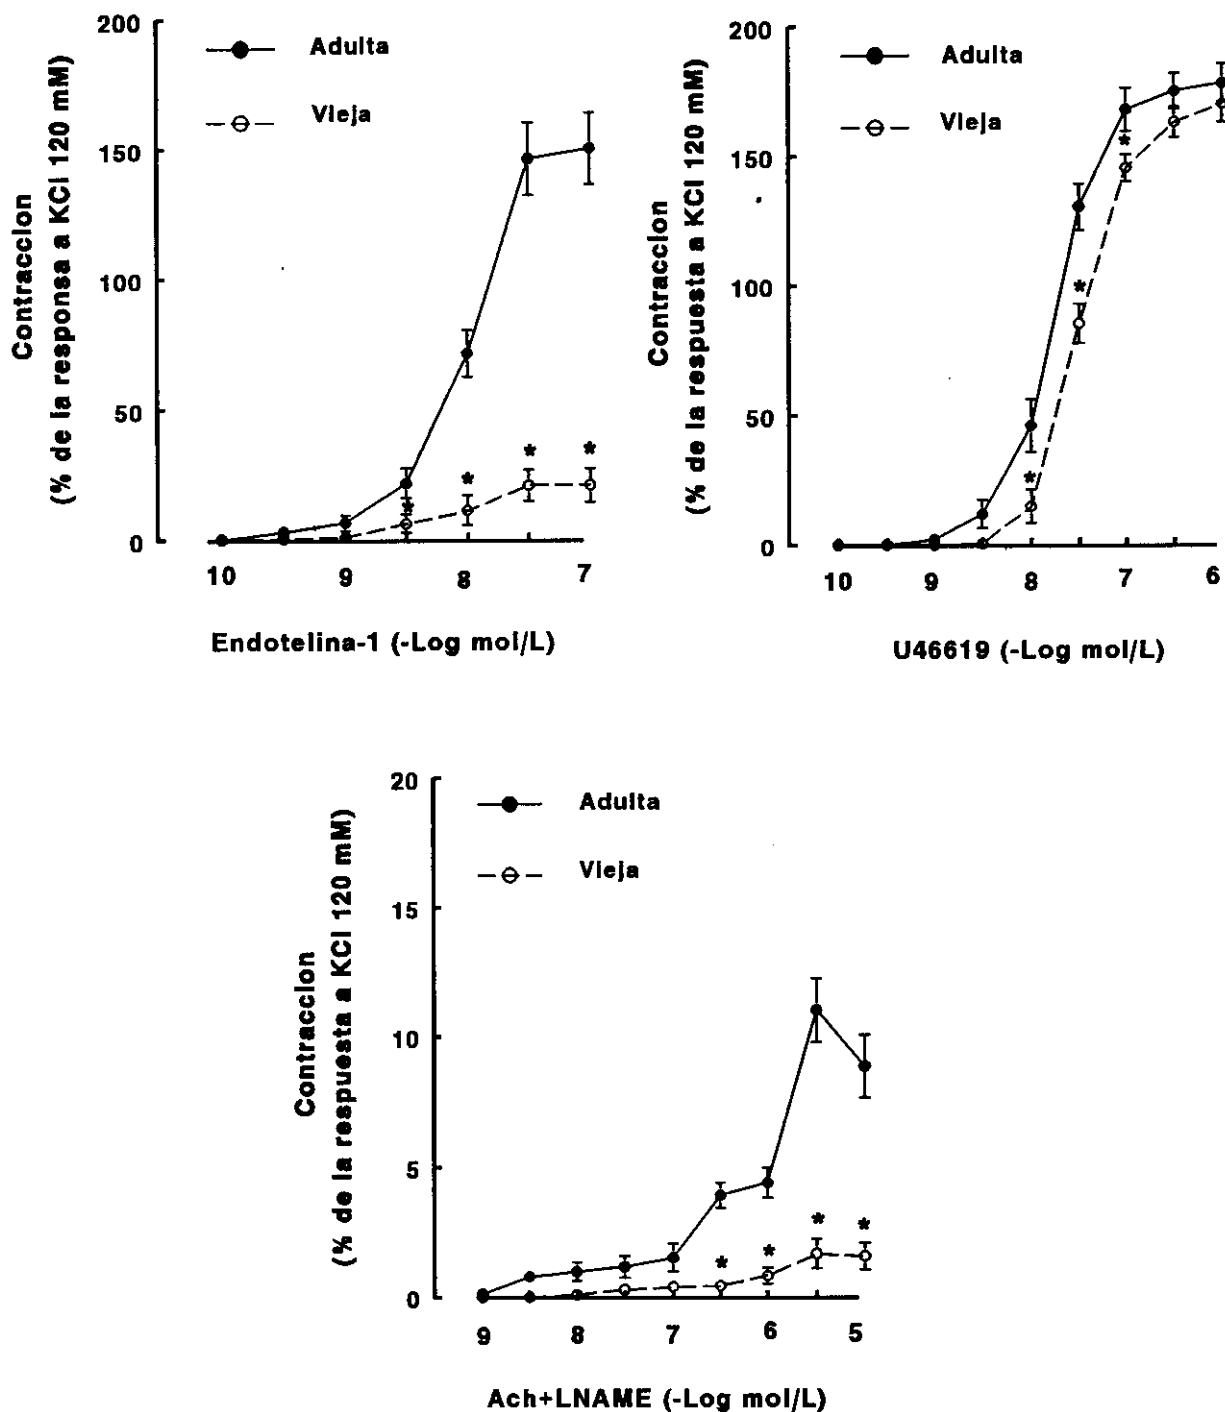 Contraccion
(% de la responsa a KCl 120 mM)
200
150
100
50
0
Adulta
Vieja
*
*
*
*
10
9
8
7
Endotelina-1 (-Log mol/L)
Contraccion
(% de la respuesta a KCl 120 mM)
200
150
100
50
0
Adulta
Vieja
*
*
*
10
9
8
7
6
U46619 (-Log mol/L)
Contraccion
(% de la respuesta a KCl 120 mM)
20
15
10
5
0
Adulta
Vieja
*
*
*
*
9
8
7
6
5
Ach+LNAME (-Log mol/L)